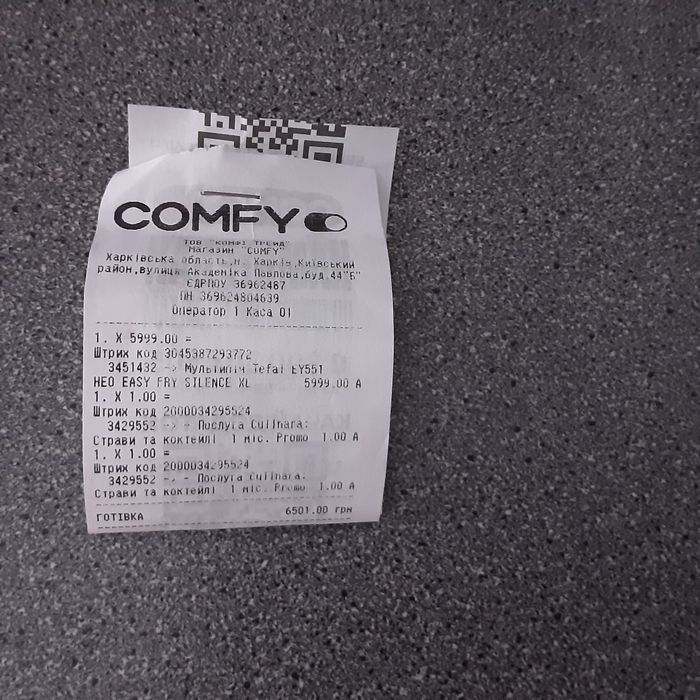 COMFY
ТОВ "КОМФІ ТРЕЙД"
Магазин "COMFY"
Харківська область,м. Харків,Київський
район,вулиця Академіка Павлова,буд.44"Б"
ЄДРПОУ 36962487
ПН 369624804639
Оператор 1 Каса 01
1. X 5999.00 =
Штрих код 3045387293772
3451432 -> Мультипіч Tefal EY551
HEO EASY FRY SILENCE XL 5999.00 А
1. X 1.00 =
Штрих код 2000034295524
3429552 -> - Послуга Culinara:
Страви та коктейлі 1 міс. Promo 1.00 А
1. X 1.00 =
Штрих код 2000034295524
3429552 -> - Послуга Culinara:
Страви та коктейлі 1 міс. Promo 1.00 А
ГОТІВКА 6501.00 грн